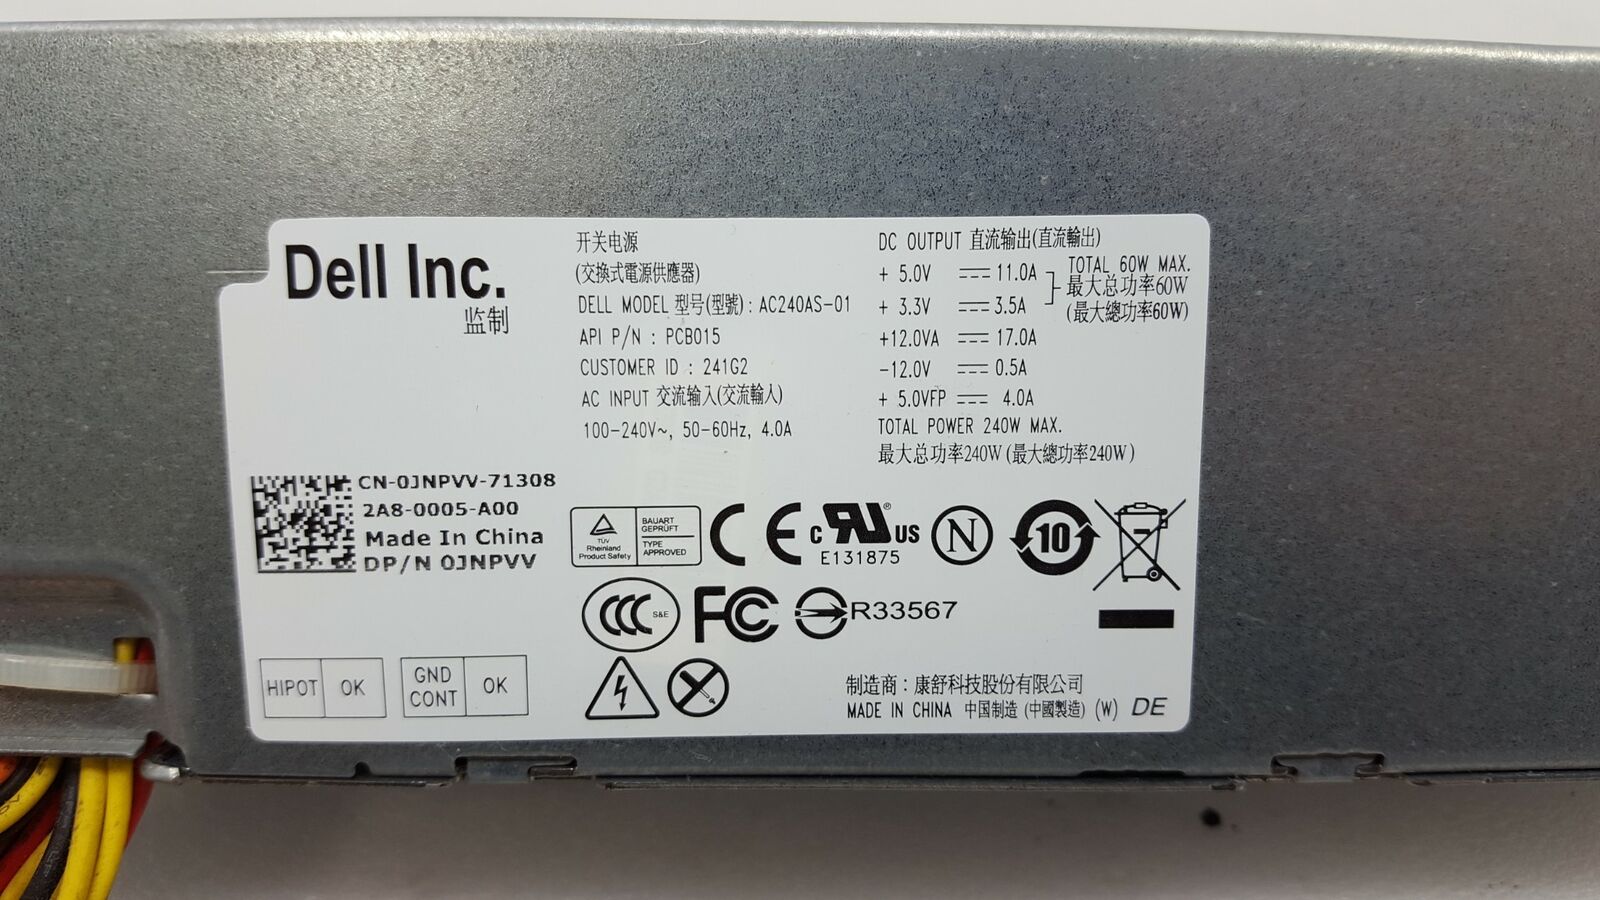 Dell Inc.
监制
开关电源
(交換式電源供應器)
DELL MODEL 型号(型號): AC240AS-01
API P/N : PCB015
CUSTOMER ID : 241G2
AC INPUT 交流输入(交流輸入)
100-240V~, 50-60Hz, 4.0A
DC OUTPUT 直流输出(直流輸出)
+ 5.0V ⎓ 11.0A
+ 3.3V ⎓ 3.5A
TOTAL 60W MAX.
最大总功率60W
(最大總功率60W)
+12.0VA ⎓ 17.0A
-12.0V ⎓ 0.5A
+ 5.0VFP ⎓ 4.0A
TOTAL POWER 240W MAX.
最大总功率240W (最大總功率240W)
CN-0JNPVV-71308
2A8-0005-A00
Made In China
DP/N 0JNPVV
TÜV
Rheinland
Product Safety
BAUART
GEPRÜFT
TYPE
APPROVED
CE
c RU ® US
E131875
N
10
CCC S&E
FC
R33567
HIPOT OK
GND
CONT
OK
制造商：康舒科技股份有限公司
MADE IN CHINA 中国制造 (中國製造) (W) DE